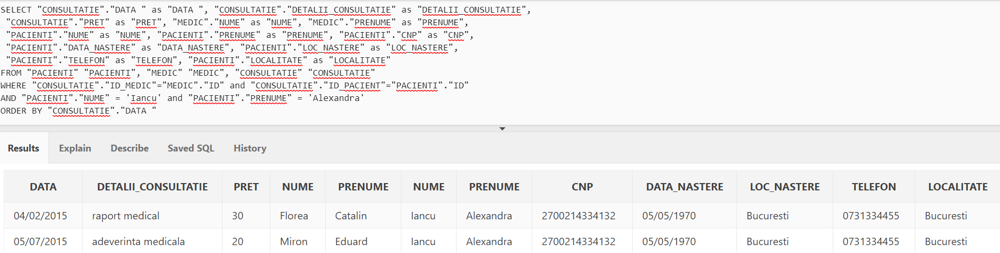 SELECT "CONSULTATIE"."DATA " as "DATA ", "CONSULTATIE"."DETALII_CONSULTATIE" as "DETALII_CONSULTATIE",
"CONSULTATIE"."PRET" as "PRET", "MEDIC"."NUME" as "NUME", "MEDIC"."PRENUME" as "PRENUME",
"PACIENTI"."NUME" as "NUME", "PACIENTI"."PRENUME" as "PRENUME", "PACIENTI"."CNP" as "CNP",
"PACIENTI"."DATA_NASTERE" as "DATA_NASTERE", "PACIENTI"."LOC_NASTERE" as "LOC_NASTERE",
"PACIENTI"."TELEFON" as "TELEFON", "PACIENTI"."LOCALITATE" as "LOCALITATE"
FROM "PACIENTI" "PACIENTI", "MEDIC" "MEDIC", "CONSULTATIE" "CONSULTATIE"
WHERE "CONSULTATIE"."ID_MEDIC"="MEDIC"."ID" and "CONSULTATIE"."ID_PACIENT"="PACIENTI"."ID"
AND "PACIENTI"."NUME" = 'Iancu' and "PACIENTI"."PRENUME" = 'Alexandra'
ORDER BY "CONSULTATIE"."DATA "
Results Explain Describe Saved SQL History
DATA DETALII_CONSULTATIE PRET NUME PRENUME NUME PRENUME CNP DATA_NASTERE LOC_NASTERE TELEFON LOCALITATE
04/02/2015 raport medical 30 Florea Catalin Iancu Alexandra 2700214334132 05/05/1970 Bucuresti 0731334455 Bucuresti
05/07/2015 adeverinta medicala 20 Miron Eduard Iancu Alexandra 2700214334132 05/05/1970 Bucuresti 0731334455 Bucuresti